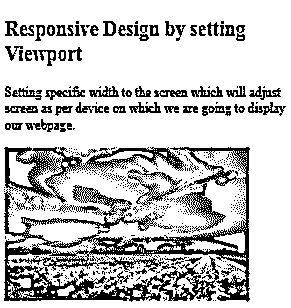 Responsive Design by setting
Viewport
Setting specific width to the screen which will adjust
screen as per device on which we are going to display
our webpage.